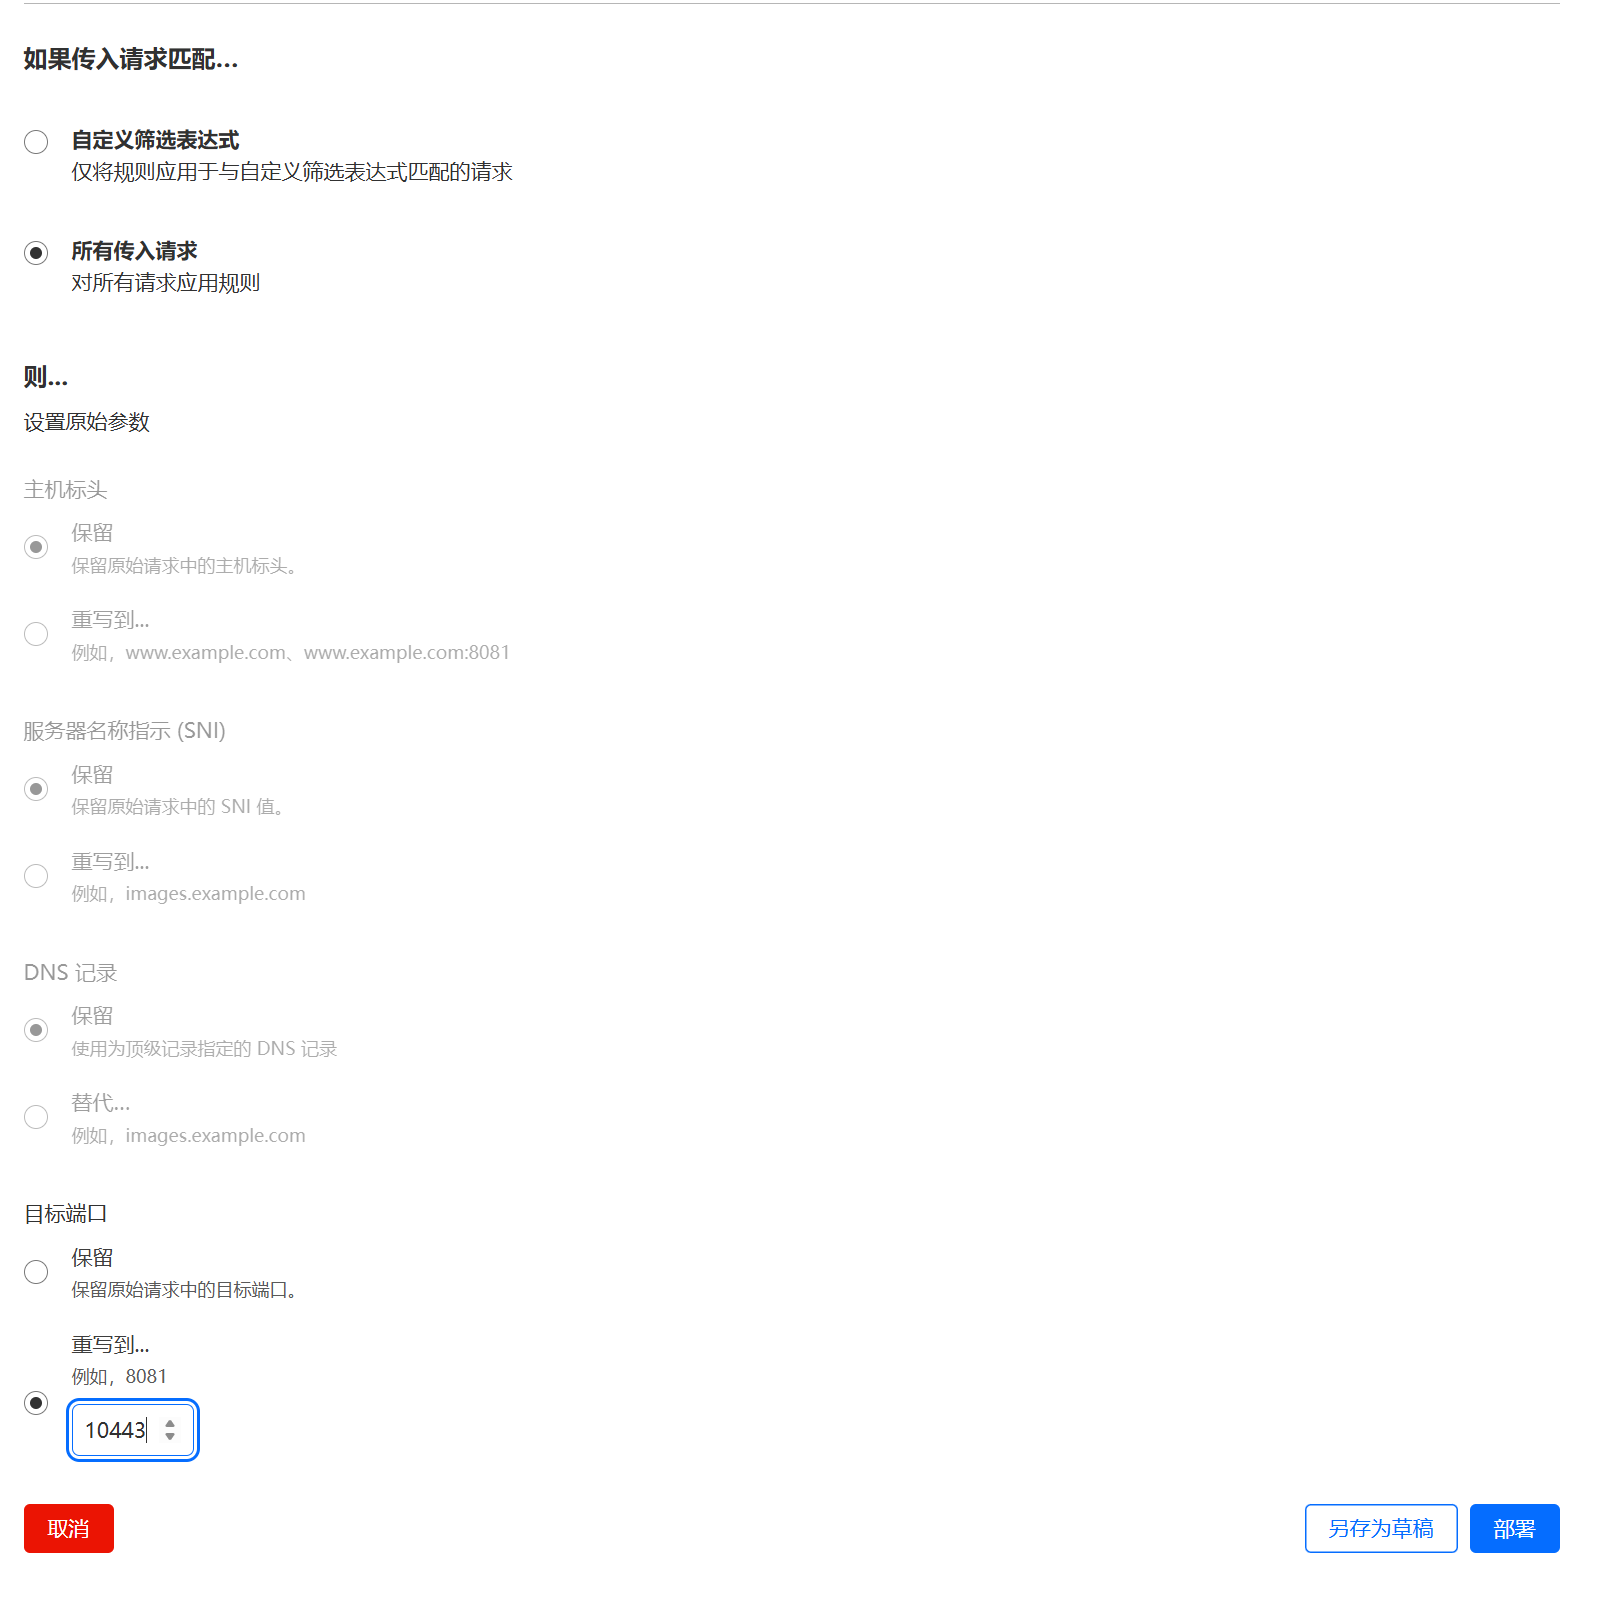 如果传入请求匹配...
自定义筛选表达式
仅将规则应用于与自定义筛选表达式匹配的请求
所有传入请求
对所有请求应用规则
则...
设置原始参数
主机标头
保留
保留原始请求中的主机标头。
重写到...
例如，www.example.com、www.example.com:8081
服务器名称指示 (SNI)
保留
保留原始请求中的 SNI 值。
重写到...
例如，images.example.com
DNS 记录
保留
使用为顶级记录指定的 DNS 记录
替代...
例如，images.example.com
目标端口
保留
保留原始请求中的目标端口。
重写到...
例如，8081
10443
取消
另存为草稿
部署